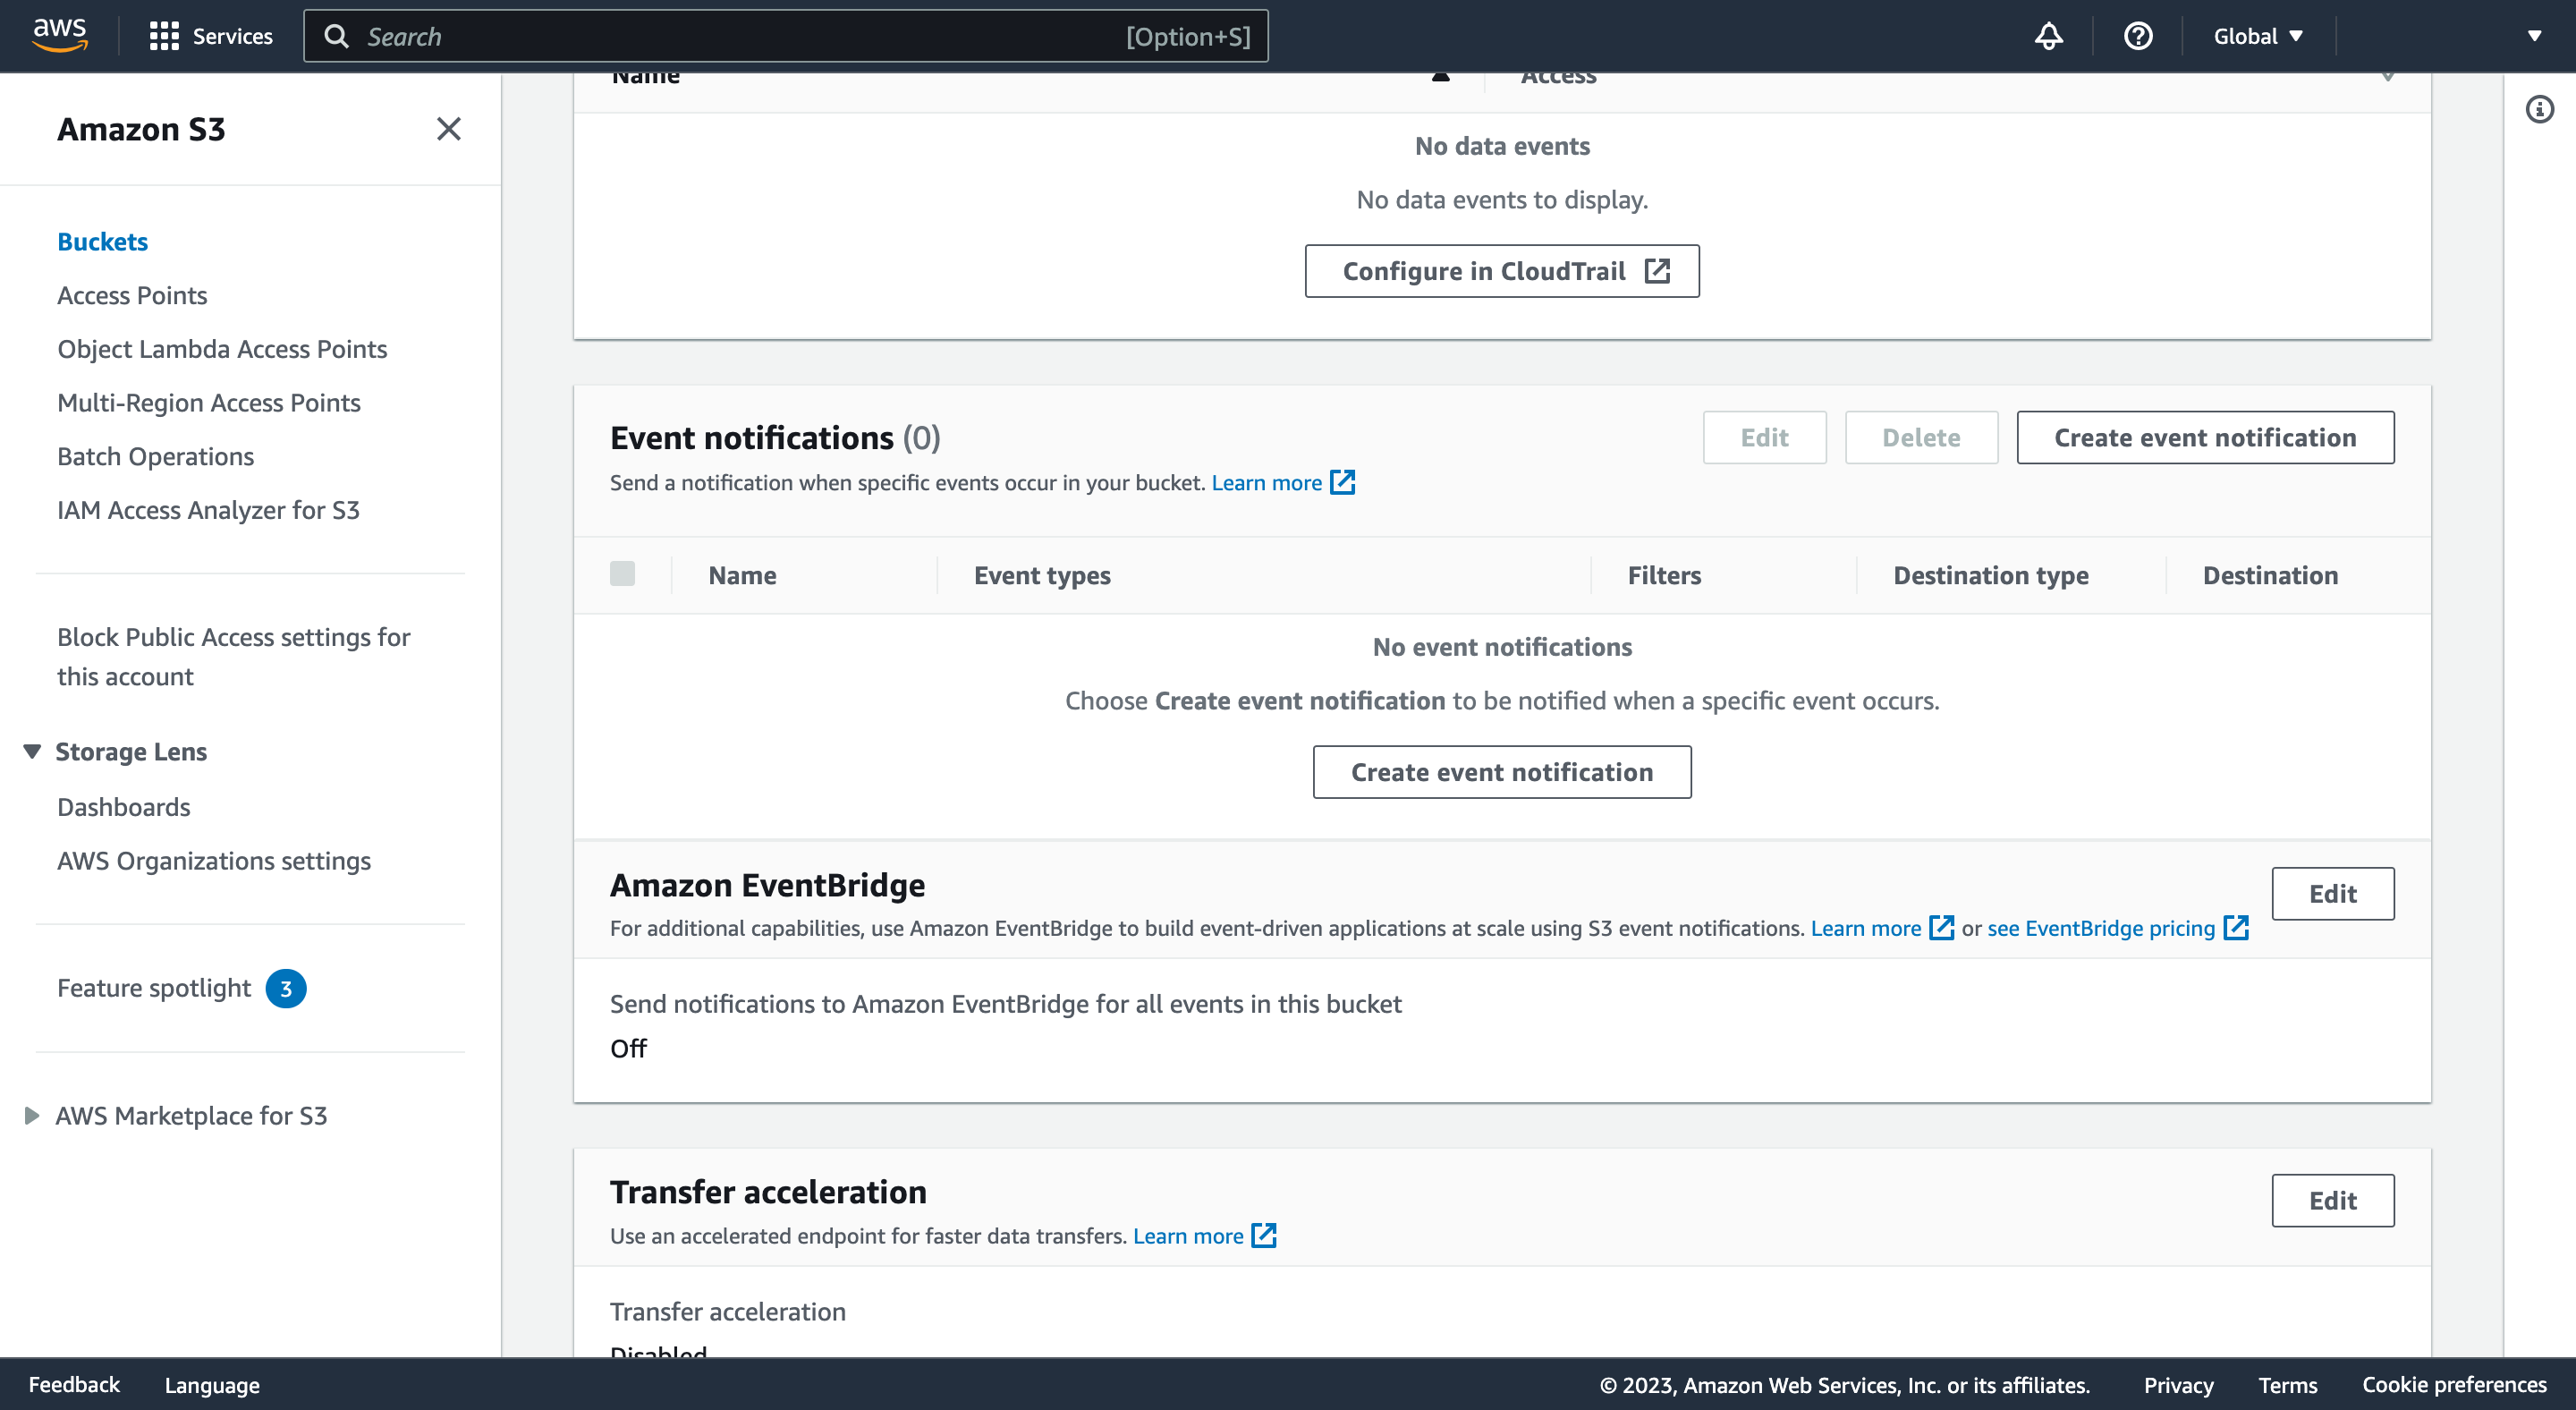 aws
Services
Search
[Option+S]
Global
Amazon S3
Buckets
Access Points
Object Lambda Access Points
Multi-Region Access Points
Batch Operations
IAM Access Analyzer for S3
Block Public Access settings for
this account
Storage Lens
Dashboards
AWS Organizations settings
Feature spotlight 3
AWS Marketplace for S3
Name
Access
No data events
No data events to display.
Configure in CloudTrail
Event notifications (0)
Edit
Delete
Create event notification
Send a notification when specific events occur in your bucket. Learn more
Name
Event types
Filters
Destination type
Destination
No event notifications
Choose Create event notification to be notified when a specific event occurs.
Create event notification
Amazon EventBridge
Edit
For additional capabilities, use Amazon EventBridge to build event-driven applications at scale using S3 event notifications. Learn more or see EventBridge pricing
Send notifications to Amazon EventBridge for all events in this bucket
Off
Transfer acceleration
Edit
Use an accelerated endpoint for faster data transfers. Learn more
Transfer acceleration
Disabled
Feedback
Language
© 2023, Amazon Web Services, Inc. or its affiliates.
Privacy
Terms
Cookie preferences